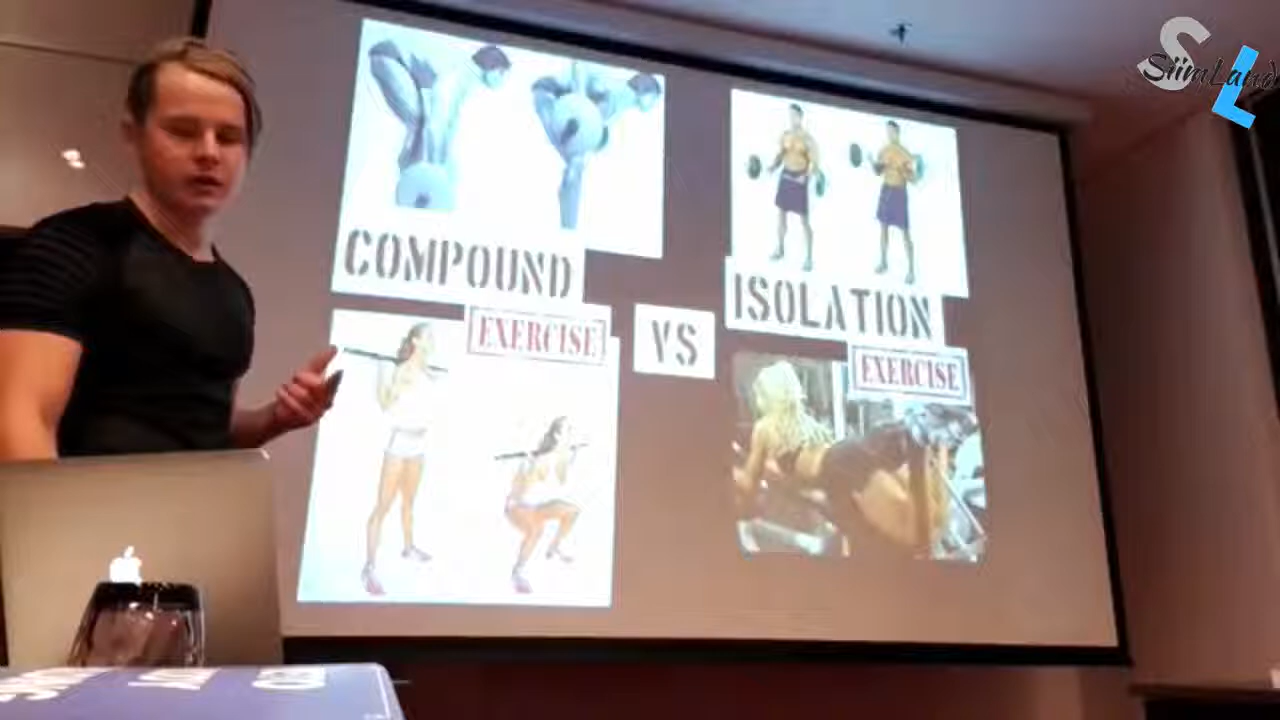 S
SiimLand
L
COMPOUND
EXERCISE
VS
ISOLATION
EXERCISE